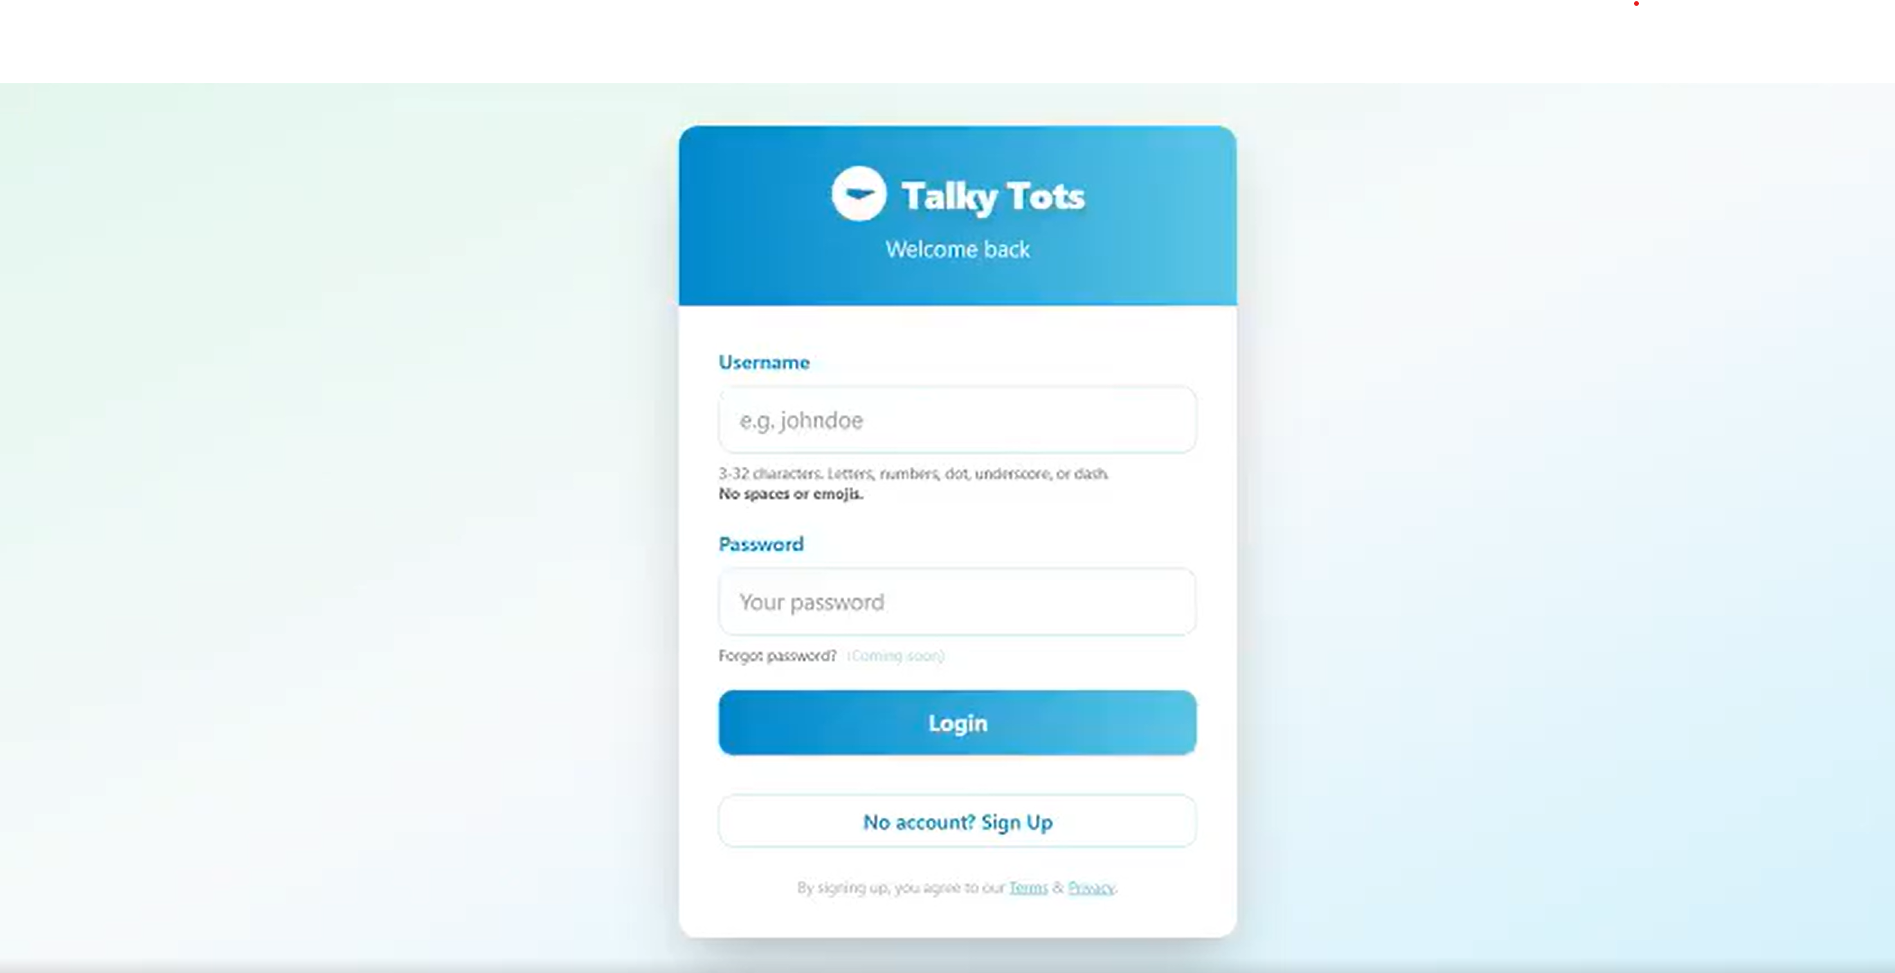 Talky Tots
Welcome back
Username
e.g. johndoe
3-32 characters. Letters, numbers, dot, underscore, or dash.
No spaces or emojis.
Password
Your password
Forgot password? (Coming soon)
Login
No account? Sign Up
By signing up, you agree to our Terms & Privacy.